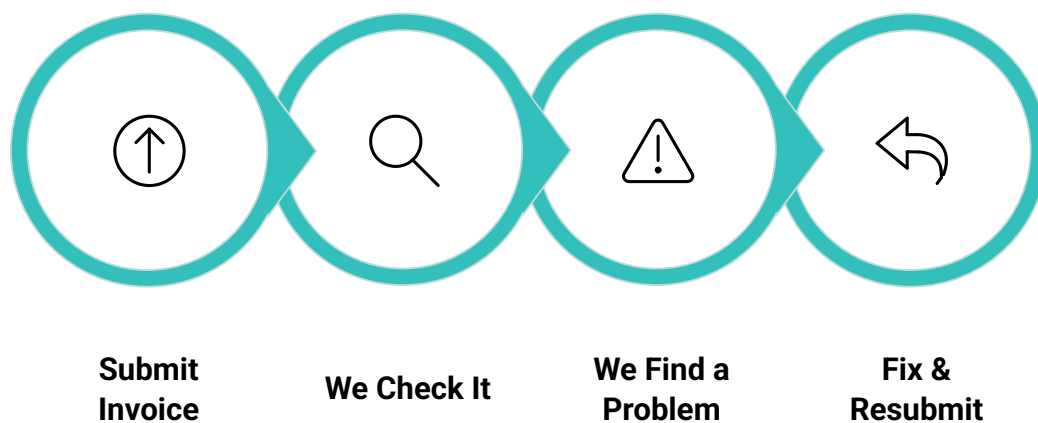 Submit
Invoice
We Check It
We Find a
Problem
Fix &
Resubmit